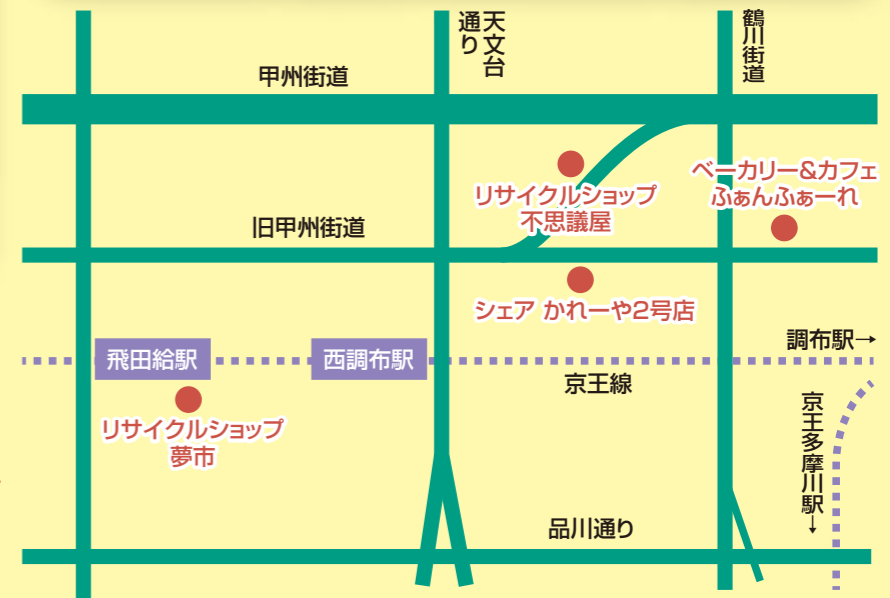 天文台
通り
鶴川街道
甲州街道
ベーカリー&カフェ
ふぁんふぁーれ
リサイクルショップ
不思議屋
旧甲州街道
シェア かれーや2号店
調布駅→
飛田給駅
西調布駅
京王線
京王多摩川駅→
リサイクルショップ
夢市
品川通り